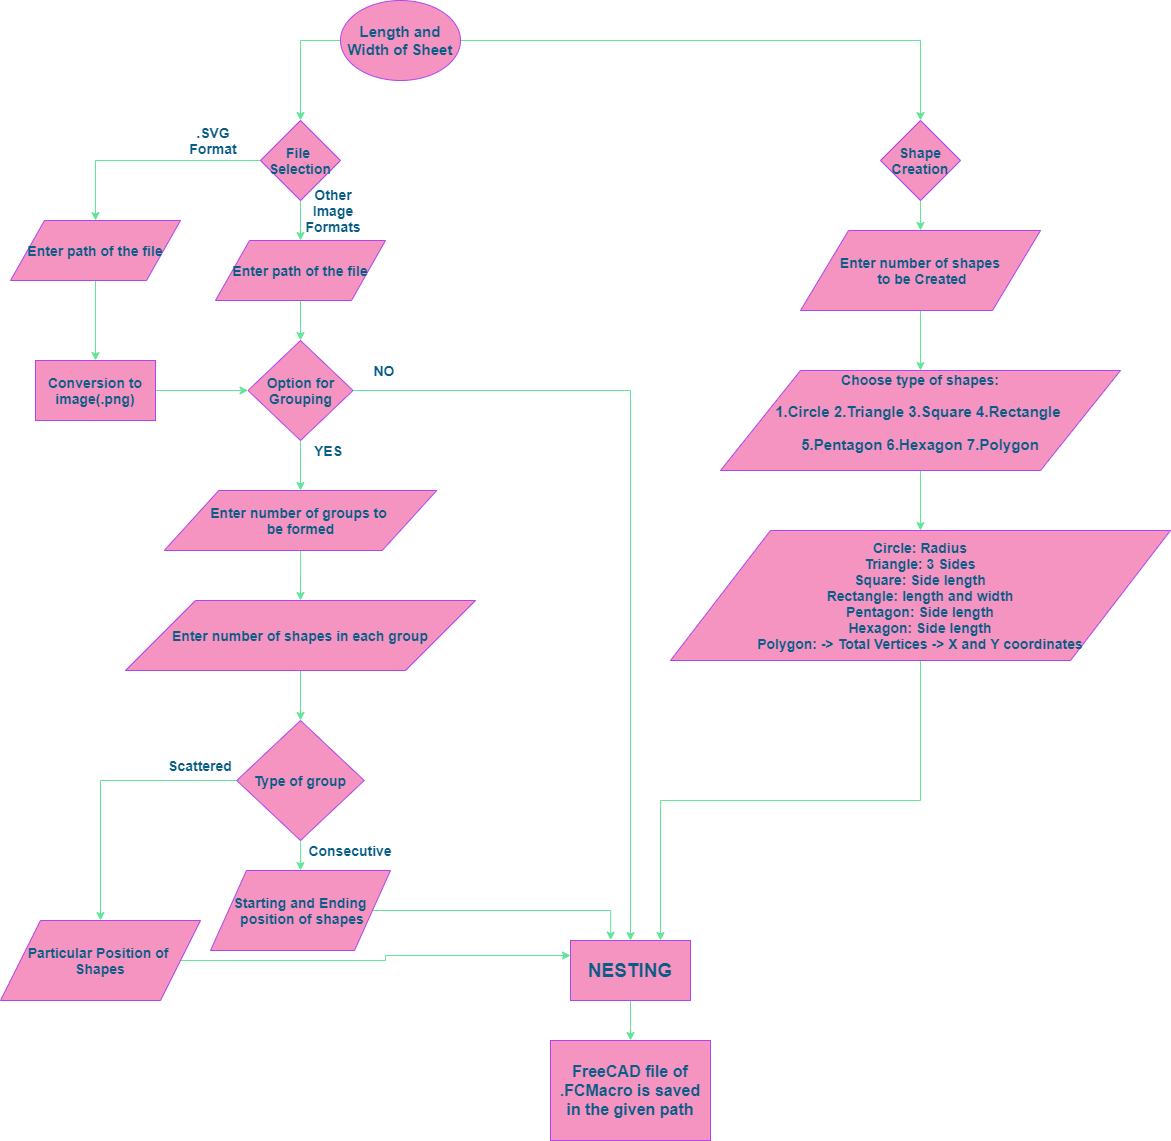 Length and
Width of Sheet
.SVG
Format
File
Selection
Shape
Creation
Other
Image
Formats
Enter path of the file
Enter path of the file
Enter number of shapes
to be Created
Conversion to
image(.png)
Option for
Grouping
NO
YES
Choose type of shapes:
1.Circle 2.Triangle 3.Square 4.Rectangle
5.Pentagon 6.Hexagon 7.Polygon
Enter number of groups to
be formed
Circle: Radius
Triangle: 3 Sides
Square: Side length
Rectangle: length and width
Pentagon: Side length
Hexagon: Side length
Polygon: -> Total Vertices -> X and Y coordinates
Enter number of shapes in each group
Scattered
Type of group
Consecutive
Starting and Ending
position of shapes
Particular Position of
Shapes
NESTING
FreeCAD file of
.FCMacro is saved
in the given path